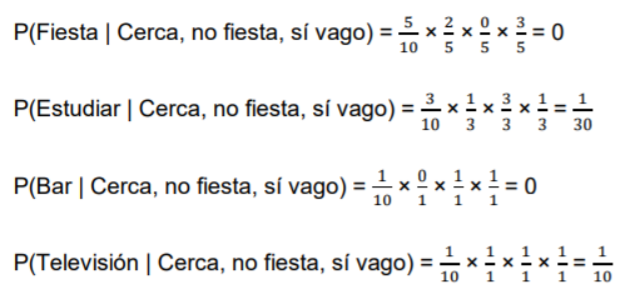 P(Fiesta | Cerca, no fiesta, sí vago) = 5/10 × 2/5 × 0/5 × 3/5 = 0
P(Estudiar | Cerca, no fiesta, sí vago) = 3/10 × 1/3 × 3/3 × 1/3 = 1/30
P(Bar | Cerca, no fiesta, sí vago) = 1/10 × 0/1 × 1/1 × 1/1 = 0
P(Televisión | Cerca, no fiesta, sí vago) = 1/10 × 1/1 × 1/1 × 1/1 = 1/10